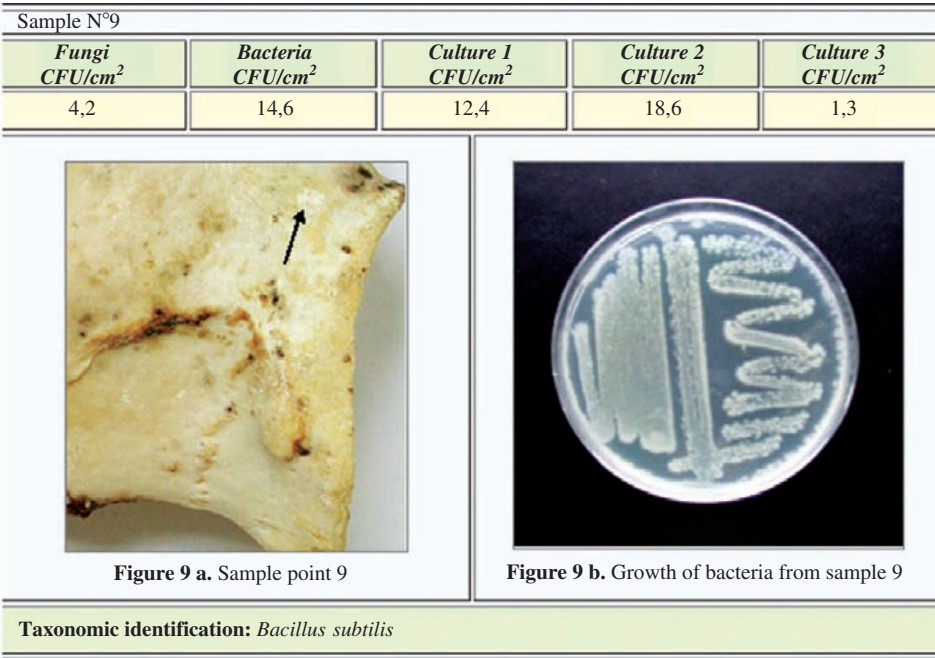 Sample N°9
Fungi CFU/cm² Bacteria CFU/cm² Culture 1 CFU/cm² Culture 2 CFU/cm² Culture 3 CFU/cm²
4,2 14,6 12,4 18,6 1,3
Figure 9 a. Sample point 9
Figure 9 b. Growth of bacteria from sample 9
Taxonomic identification: Bacillus subtilis